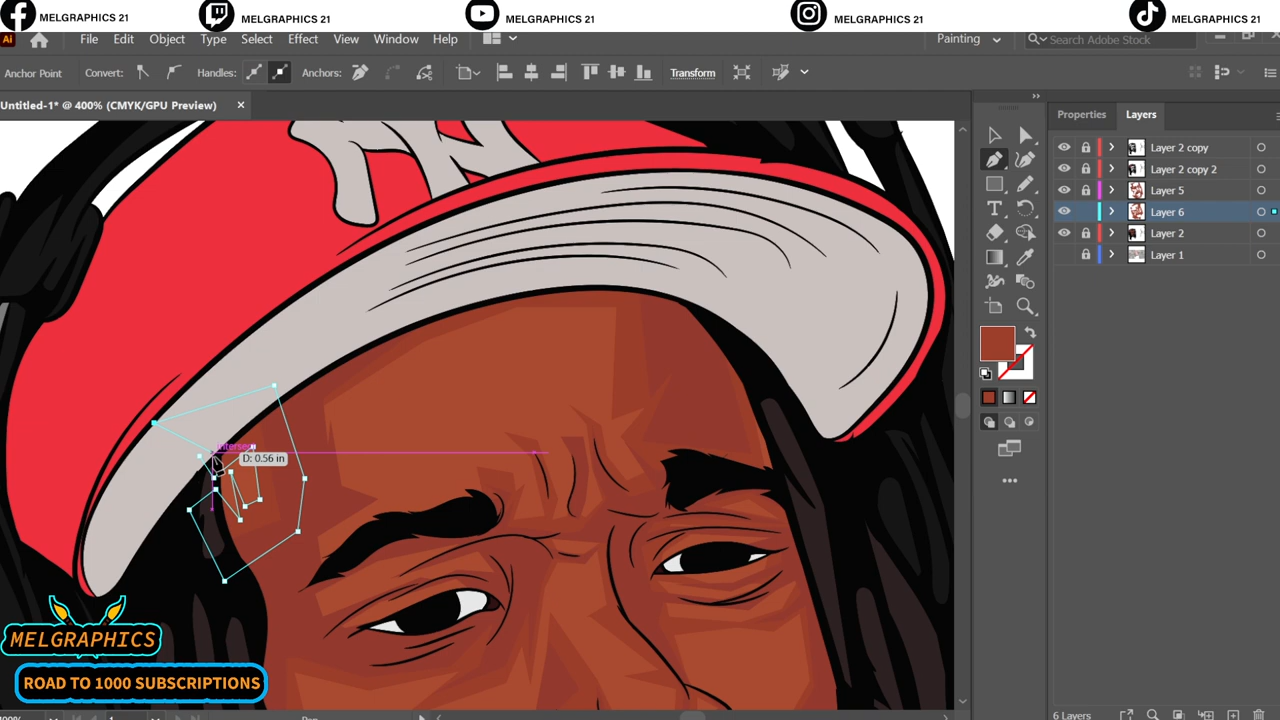 MELGRAPHICS 21 MELGRAPHICS 21 MELGRAPHICS 21 MELGRAPHICS 21 MELGRAPHICS 21
Ai File Edit Object Type Select Effect View Window Help Painting Search Adobe Stock
Anchor Point Convert: Handles: Anchors: Transform
Untitled-1* @ 400% (CMYK/GPU Preview) ×
Properties Layers
Layer 2 copy
Layer 2 copy 2
Layer 5
Layer 6
Layer 2
Layer 1
D: 0.56 in
MELGRAPHICS
ROAD TO 1000 SUBSCRIPTIONS
6 Layers